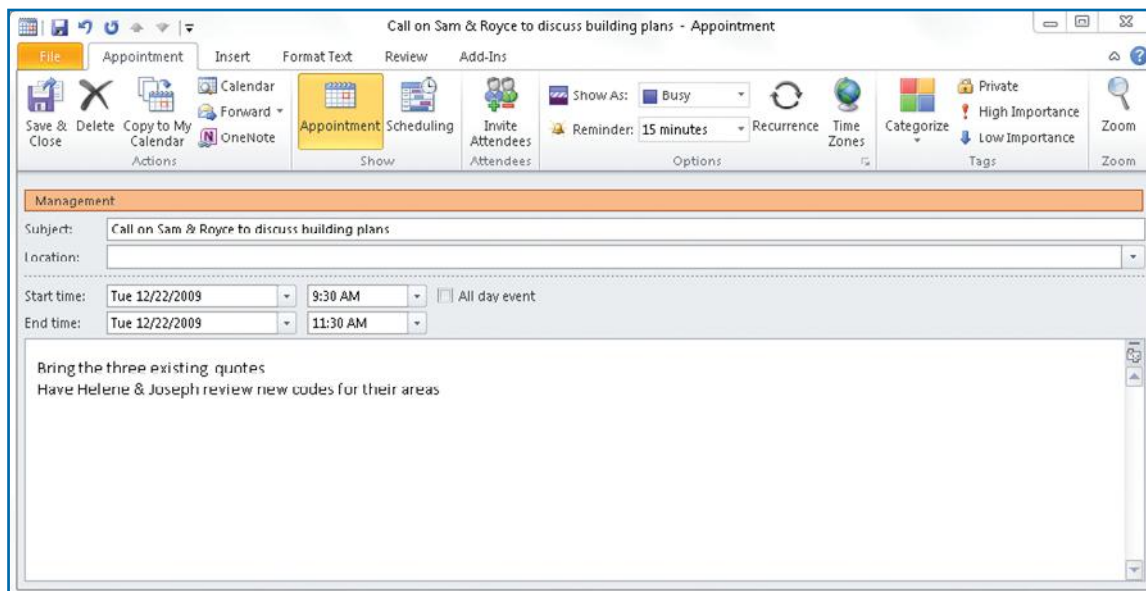 Call on Sam & Royce to discuss building plans - Appointment
File Appointment Insert Format Text Review Add-Ins
Save & Close
Delete
Copy to My Calendar
Calendar
Forward
OneNote
Actions
Appointment
Scheduling
Show
Invite Attendees
Attendees
Show As: Busy
Reminder: 15 minutes
Recurrence
Time Zones
Options
Categorize
Private
High Importance
Low Importance
Tags
Zoom
Zoom
Management
Subject: Call on Sam & Royce to discuss building plans
Location:
Start time: Tue 12/22/2009 9:30 AM All day event
End time: Tue 12/22/2009 11:30 AM
Bring the three existing quotes
Have Helene & Joseph review new codes for their areas